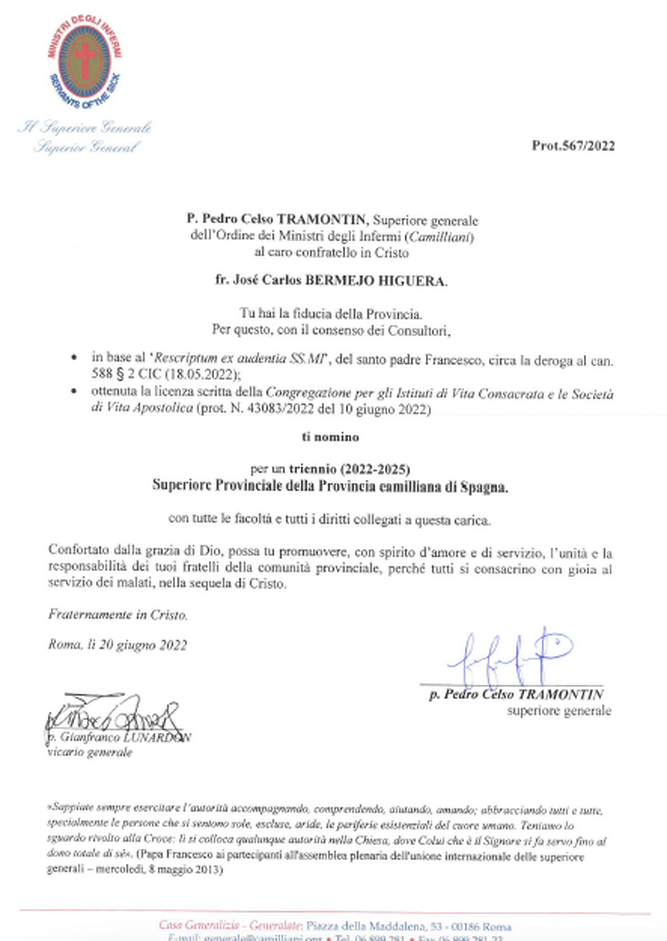 MINISTRI DEGLI INFERMI
SERVANTS OF THE SICK
Il Superiore Generale
Superior General
Prot.567/2022
P. Pedro Celso TRAMONTIN, Superiore generale
dell'Ordine dei Ministri degli Infermi (Camilliani)
al caro confratello in Cristo
fr. José Carlos BERMEJO HIGUERA.
Tu hai la fiducia della Provincia.
Per questo, con il consenso dei Consultori,
• in base al 'Rescriptum ex audentia SS.MI', del santo padre Francesco, circa la deroga al can.
588 § 2 CIC (18.05.2022);
• ottenuta la licenza scritta della Congregazione per gli Istituti di Vita Consacrata e le Società
di Vita Apostolica (prot. N. 43083/2022 del 10 giugno 2022)
ti nomino
per un triennio (2022-2025)
Superiore Provinciale della Provincia camilliana di Spagna.
con tutte le facoltà e tutti i diritti collegati a questa carica.
Confortato dalla grazia di Dio, possa tu promuovere, con spirito d'amore e di servizio, l'unità e la
responsabilità dei tuoi fratelli della comunità provinciale, perché tutti si consacrino con gioia al
servizio dei malati, nella sequela di Cristo.
Fraternamente in Cristo.
Roma, lì 20 giugno 2022
p. Pedro Celso TRAMONTIN
superiore generale
p. Gianfranco LUNARDON
vicario generale
«Sappiate sempre esercitare l'autorità accompagnando, comprendendo, aiutando, amando; abbracciando tutti e tutte,
specialmente le persone che si sentono sole, escluse, aride, le periferie esistenziali del cuore umano. Teniamo lo
sguardo rivolto alla Croce: lì si colloca qualunque autorità nella Chiesa, dove Colui che è il Signore si fa servo fino al
dono totale di sé». (Papa Francesco ai partecipanti all'assemblea plenaria dell'unione internazionale delle superiore
generali – mercoledì, 8 maggio 2013)
Casa Generalizia - Generalate: Piazza della Maddalena, 53 - 00186 Roma
E-mail: generale@camilliani.org • Tel. 06.899.281 • Fax 06.899.281.22